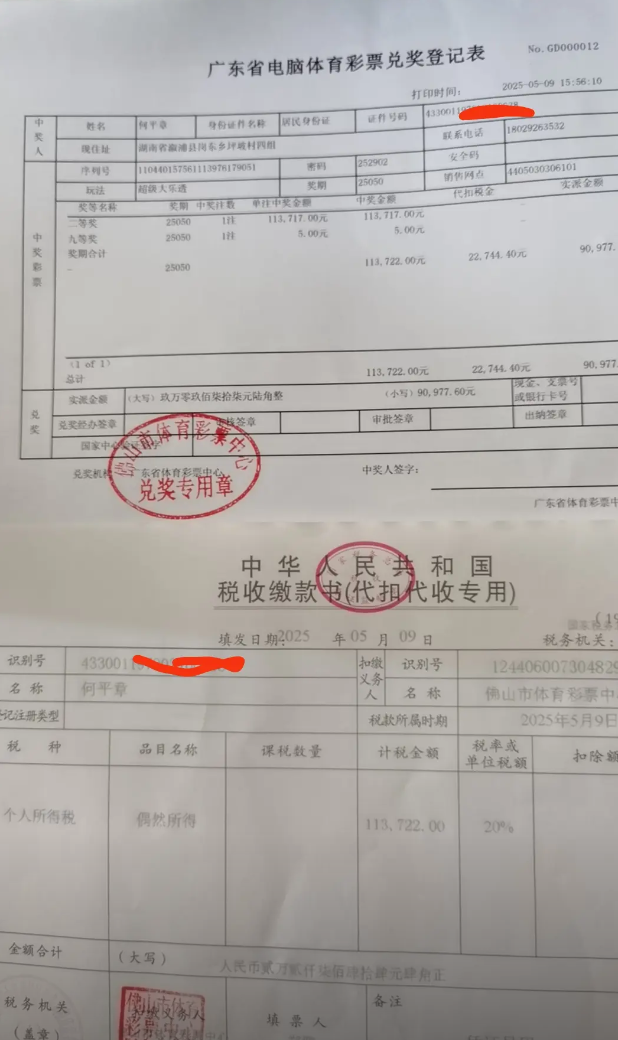 广东省电脑体育彩票兑奖登记表
No. GD000012
打印时间: 2025-05-09 15:56:10
中奖人
姓名 何平章 身份证件名称 居民身份证 证件号码
现住址 湖南省溆浦县岗东乡坪坡村四组 联系电话 18029263532
序列号 110440157561113976179051 密码 252902 安全码
玩法 超级大乐透 奖期 25050 销售网点 4405030306101
中奖彩票
奖等名称 奖期 中奖注数 单注中奖金额 中奖金额 代扣税金 实派金额
二等奖 25050 1注 113,717.00元 113,717.00元
九等奖 25050 1注 5.00元 5.00元
奖期合计
- 25050 113,722.00元 22,744.40元 90,977.
(1 of 1)
总计 113,722.00元 22,744.40元 90,977
兑奖
实派金额 (大写) 玖万零玖佰柒拾柒元陆角整 (小写) 90,977.60元 现金、支票号或银行卡号
兑奖经办签章 审核签章 审批签章 出纳签章
国家中心
兑奖机构 广东省体育彩票中心 中奖人签字:
佛山市体育彩票中心
兑奖专用章
广东省体育彩票中
中华人民共和国
税收缴款书(代扣代收专用)
(19
国家税务
填发日期: 2025 年 05 月 09 日 税务机关:
识别号 扣缴义务人 识别号 124406007304829
名称 何平章 名称 佛山市体育彩票中
登记注册类型 税款所属时期 2025年5月9日
税种 品目名称 课税数量 计税金额 税率或单位税额 扣除额
个人所得税 偶然所得 113,722.00 20%
金额合计 (大写) 人民币贰万贰仟柒佰肆拾肆元肆角正
税务机关
(盖章)
扣缴义务人
填票人
备注